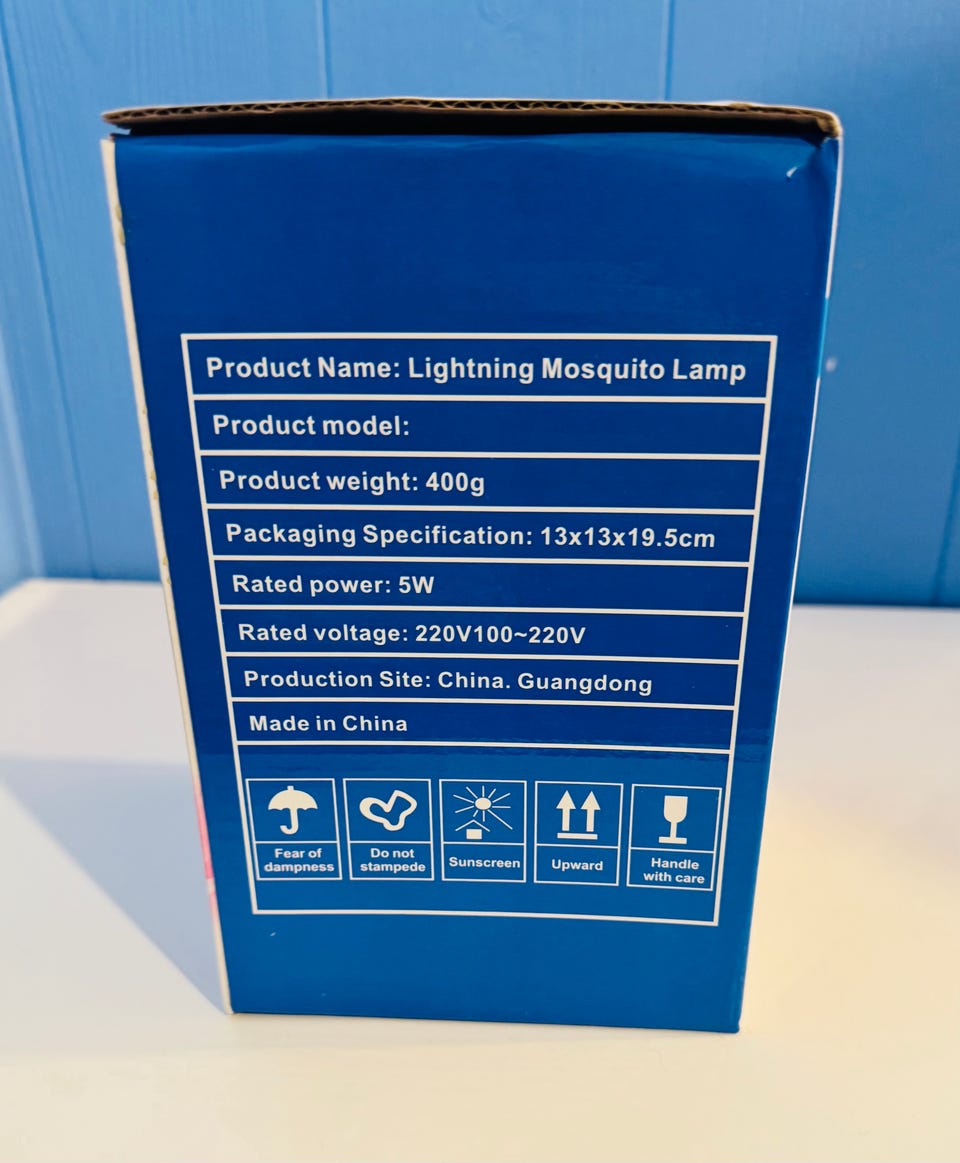 Product Name: Lightning Mosquito Lamp
Product model:
Product weight: 400g
Packaging Specification: 13x13x19.5cm
Rated power: 5W
Rated voltage: 220V100~220V
Production Site: China. Guangdong
Made in China
Fear of
dampness
Do not
stampede
Sunscreen
Upward
Handle
with care